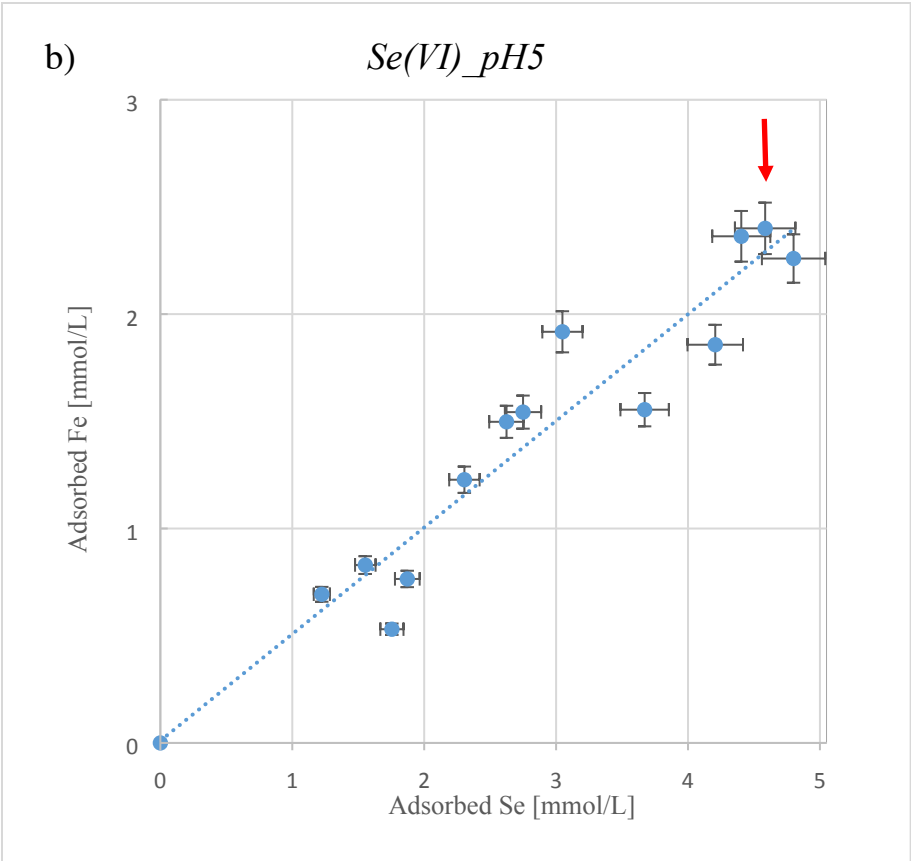 b)
Se(VI)_pH5
3
2
1
0
Adsorbed Fe [mmol/L]
0 1 2 3 4 5
Adsorbed Se [mmol/L]